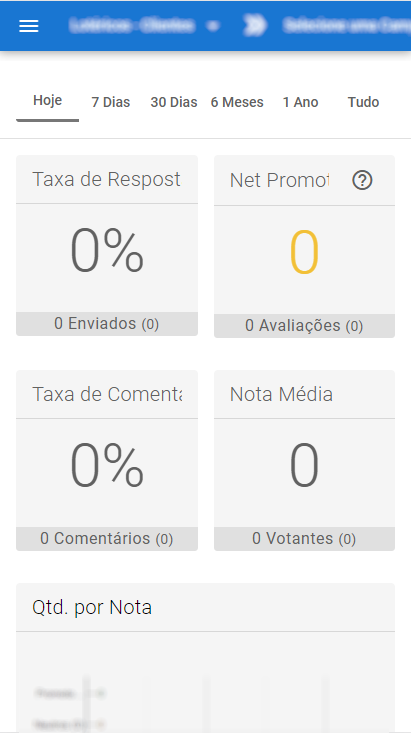 Hoje 7 Dias 30 Dias 6 Meses 1 Ano Tudo
Taxa de Respost
Net Promot
0%
0
0 Enviados (0)
0 Avaliações (0)
Taxa de Comenta
Nota Média
0%
0
0 Comentários (0)
0 Votantes (0)
Qtd. por Nota